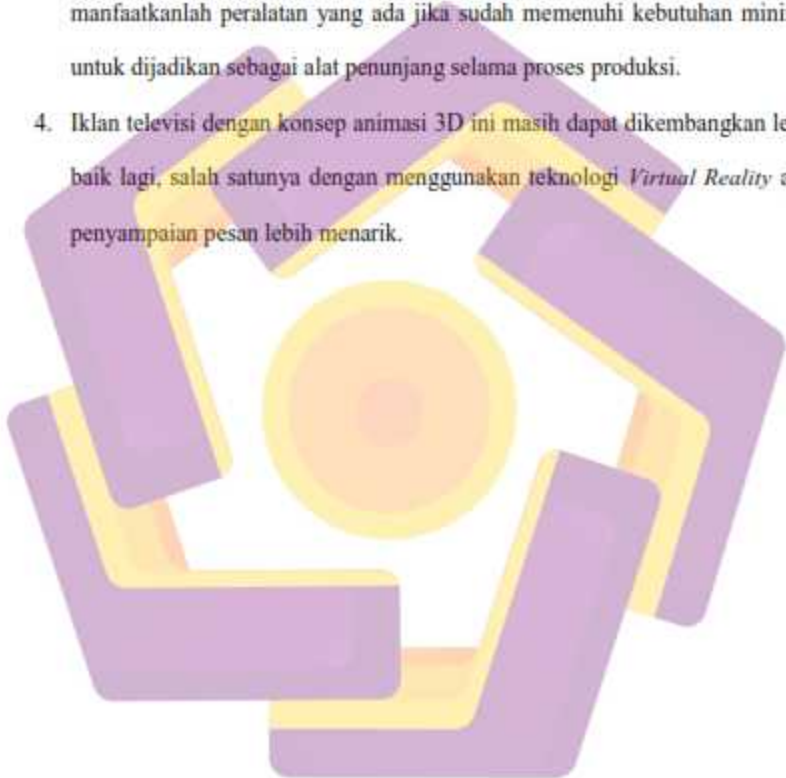 manfaatkanlah peralatan yang ada jika sudah memenuhi kebutuhan mini
untuk dijadikan sebagai alat penunjang selama proses produksi.
4. Iklan televisi dengan konsep animasi 3D ini masih dapat dikembangkan le
baik lagi, salah satunya dengan menggunakan teknologi Virtual Reality a
penyampaian pesan lebih menarik.